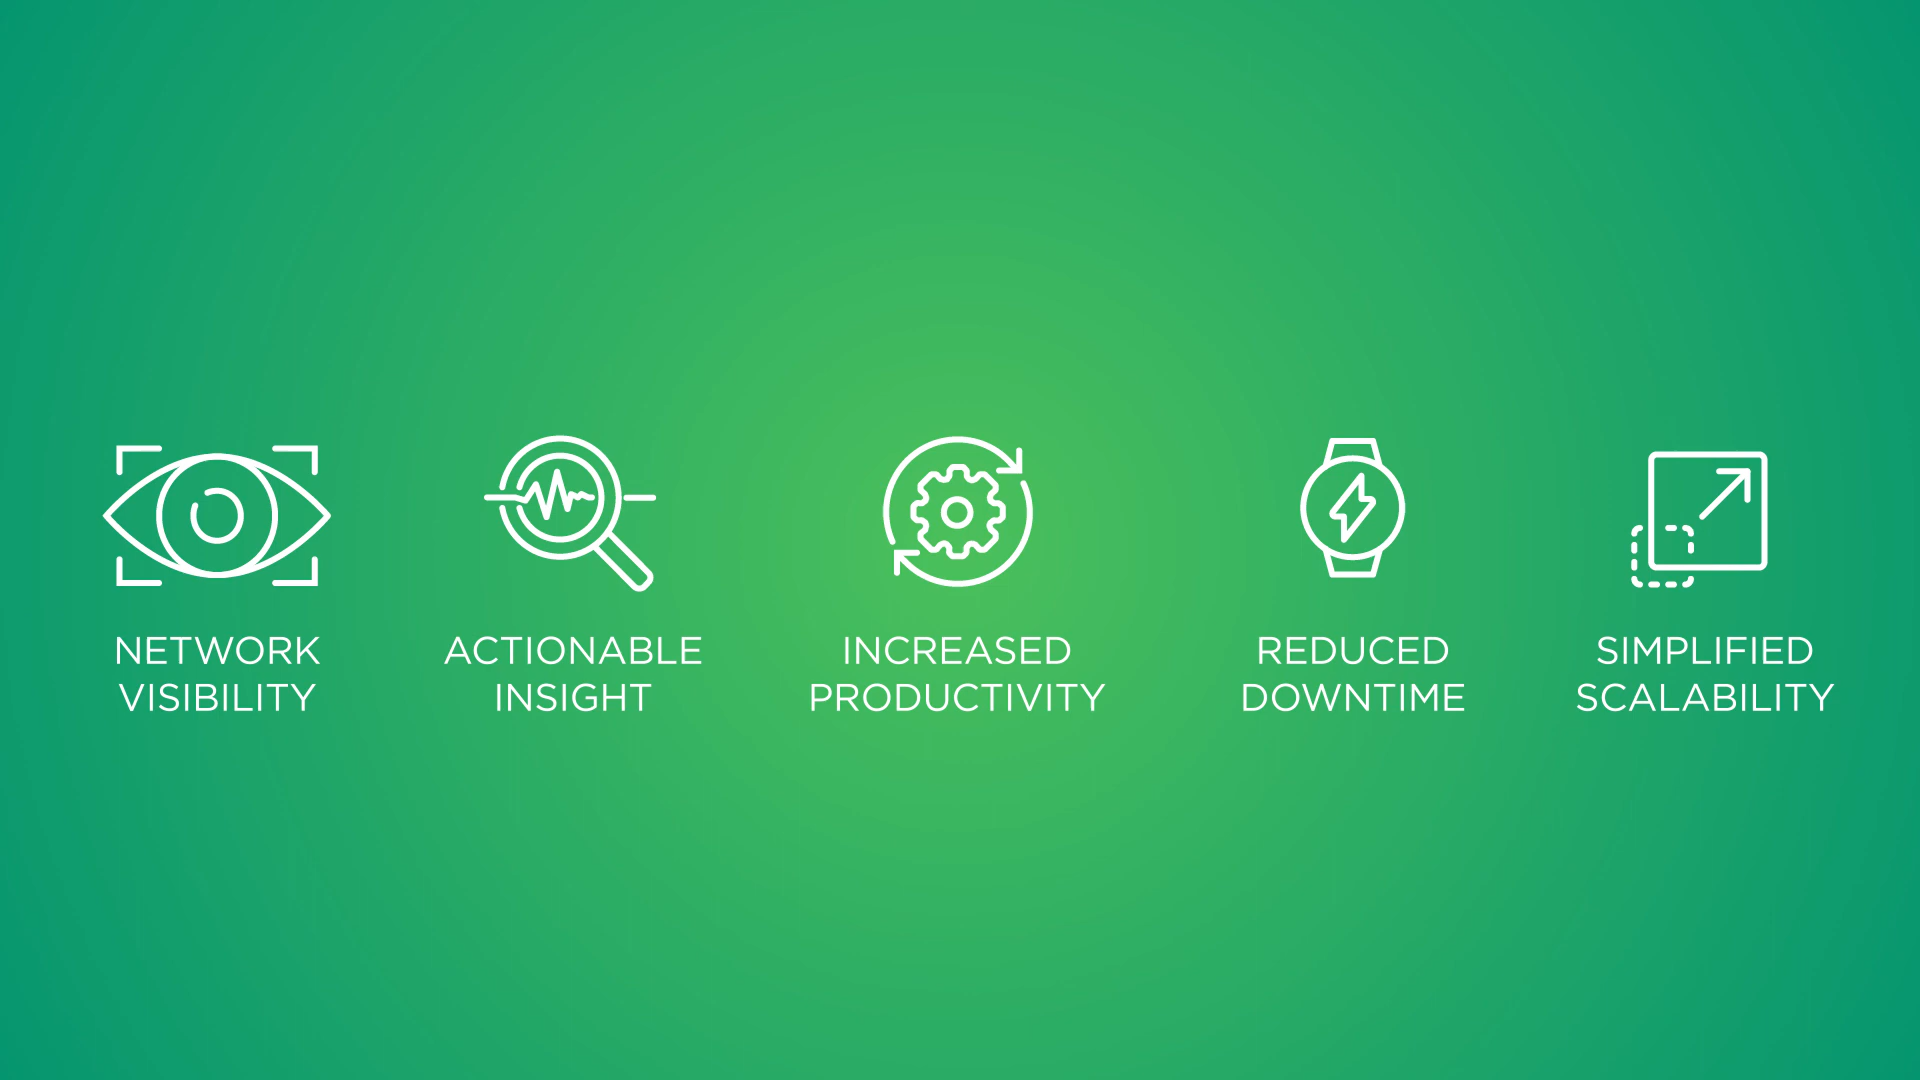 NETWORK
VISIBILITY
ACTIONABLE
INSIGHT
INCREASED
PRODUCTIVITY
REDUCED
DOWNTIME
SIMPLIFIED
SCALABILITY